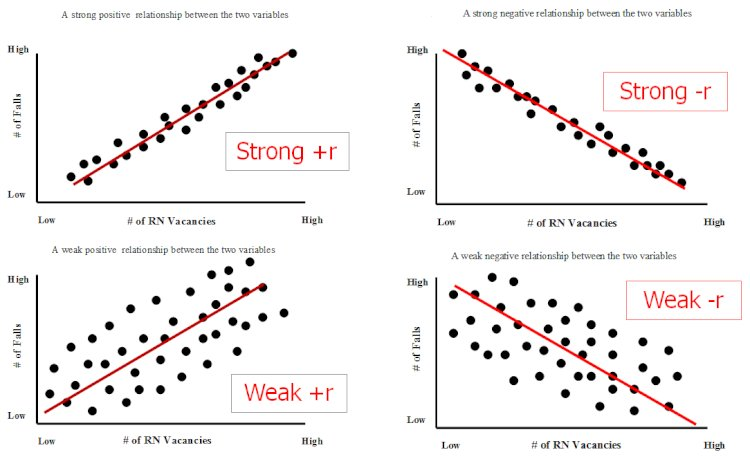 A strong positive relationship between the two variables
High
# of Falls
Strong +r
Low
Low
# of RN Vacancies
High
A strong negative relationship between the two variables
High
# of Falls
Strong -r
Low
Low
# of RN Vacancies
High
A weak positive relationship between the two variables
High
# of Falls
Weak +r
Low
Low
# of RN Vacancies
High
A weak negative relationship between the two variables
High
# of Falls
Weak -r
Low
Low
# of RN Vacancies
High